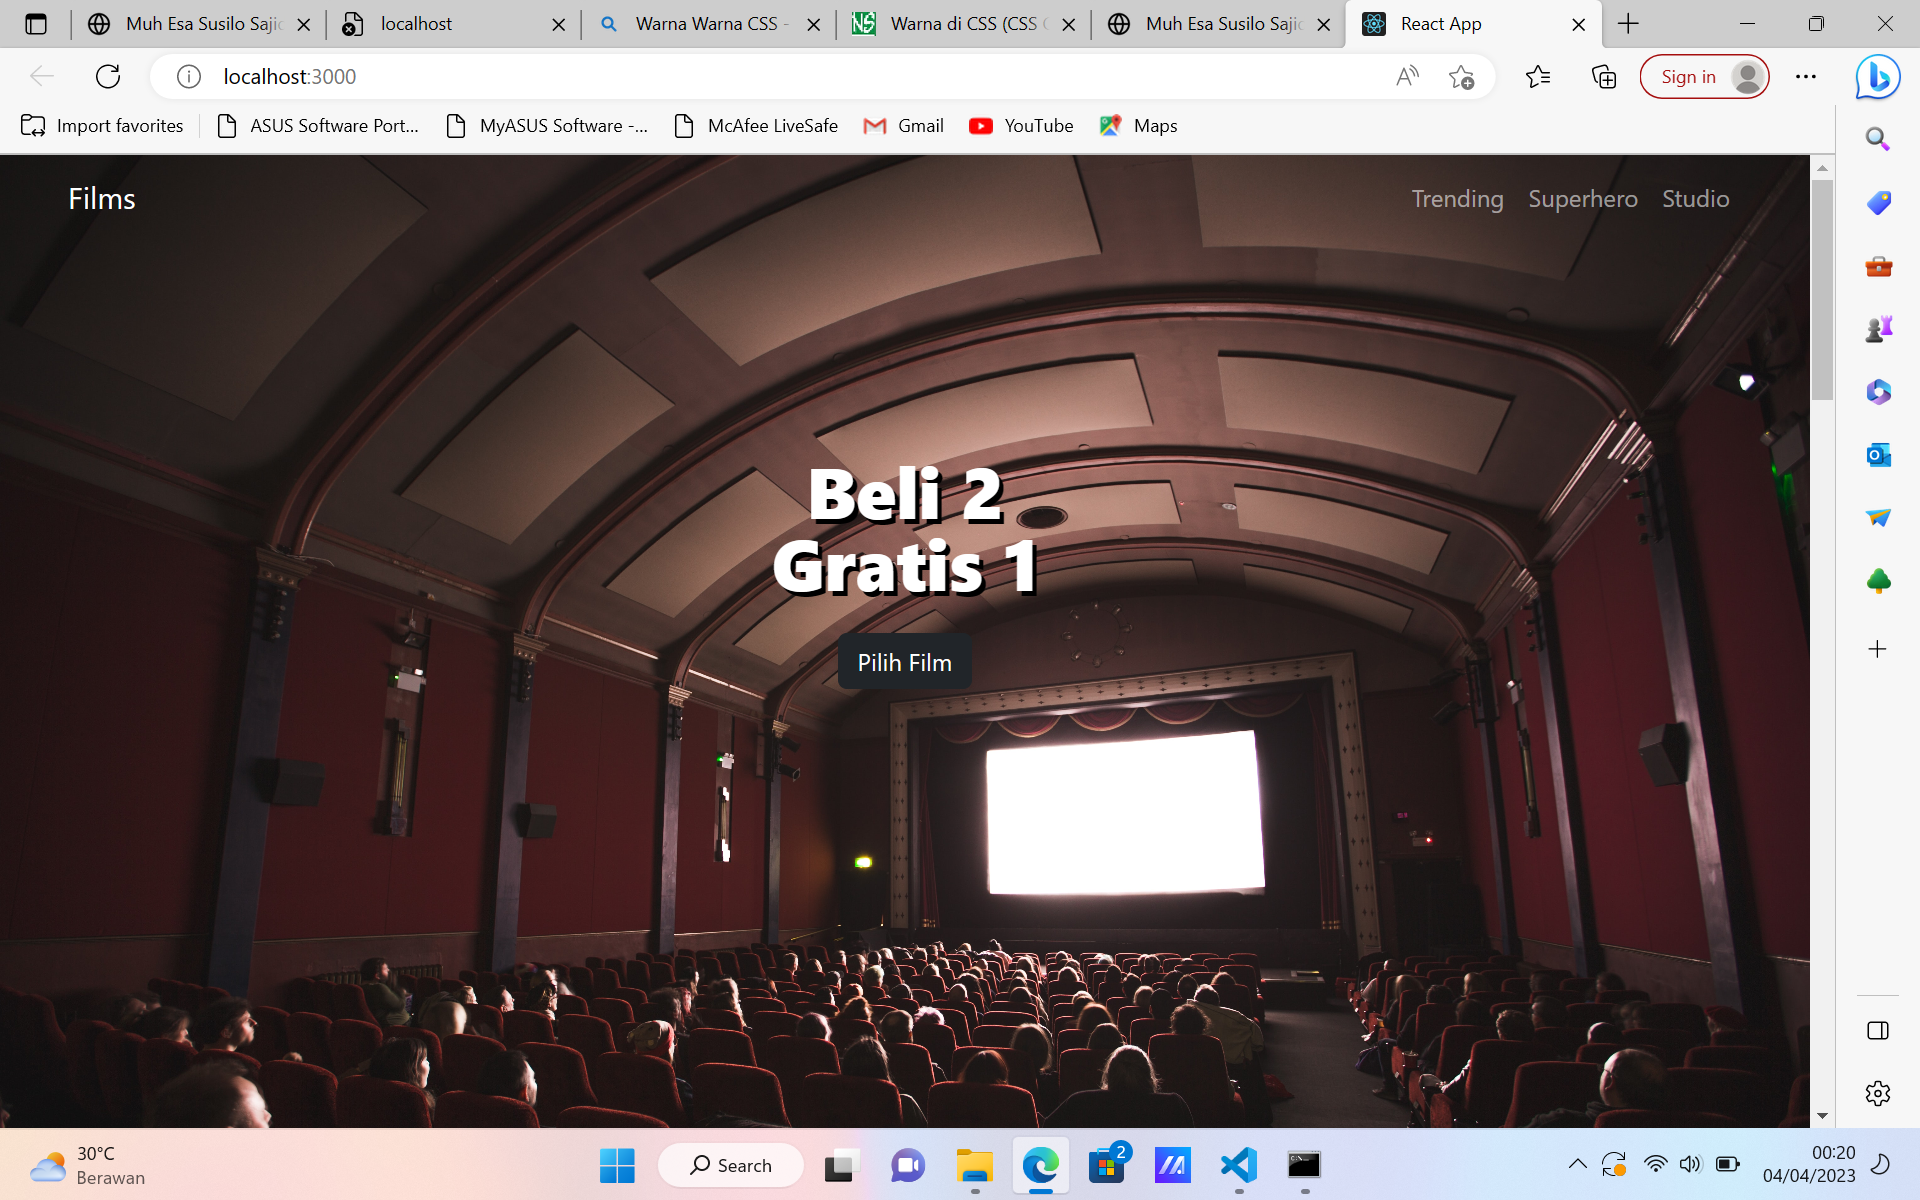 Muh Esa Susilo Sajid
localhost
Warna Warna CSS -
Warna di CSS (CSS C
Muh Esa Susilo Sajid
React App
localhost:3000
Sign in
Import favorites
ASUS Software Port...
MyASUS Software -...
McAfee LiveSafe
Gmail
YouTube
Maps
Films
Trending
Superhero
Studio
Beli 2
Gratis 1
Pilih Film
30°C
Berawan
Search
2
00:20
04/04/2023